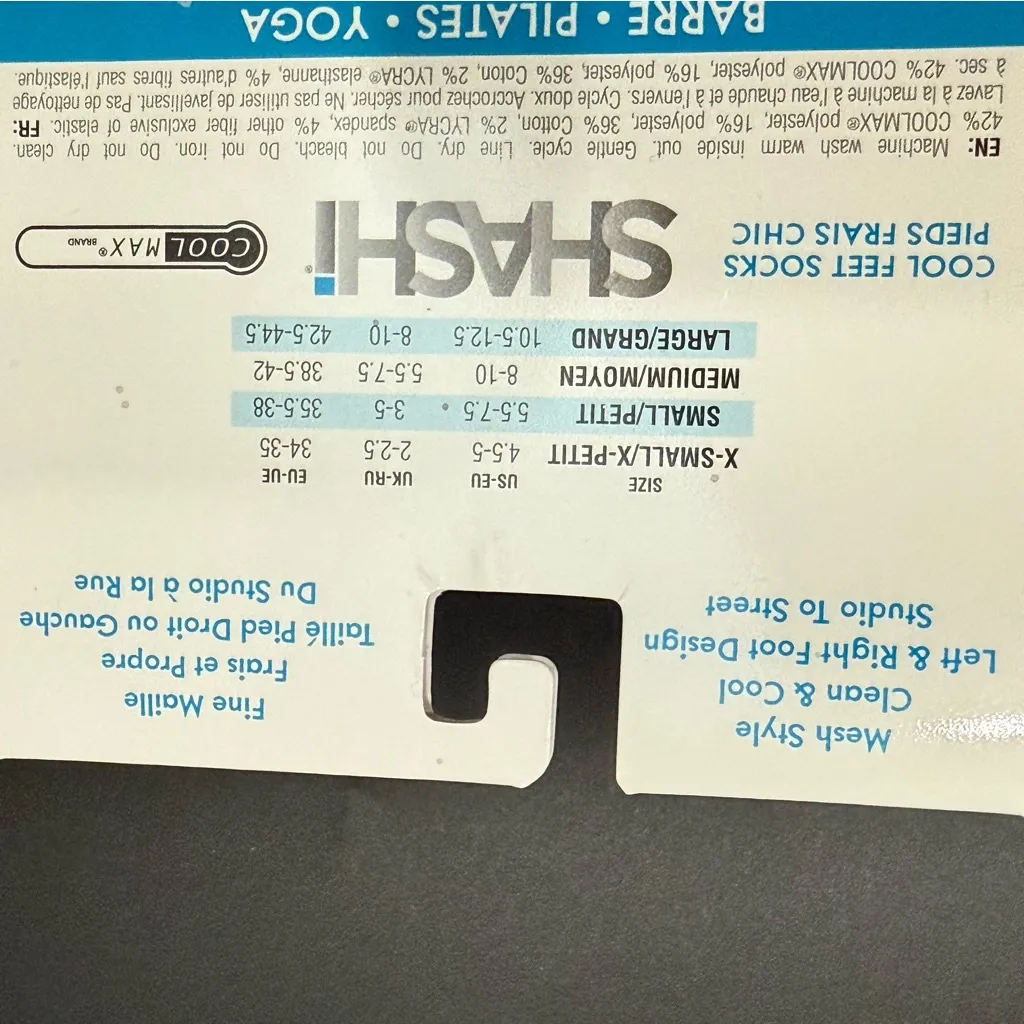 Mesh Style
Clean & Cool
Left & Right Foot Design
Studio To Street
Fine Maille
Frais et Propre
Taillé Pied Droit ou Gauche
Du Studio à la Rue
SIZE US-EU UK-RU EU-UE
X-SMALL/X-PETIT 4.5-5 2-2.5 34-35
SMALL/PETIT 5.5-7.5 3-5 35.5-38
MEDIUM/MOYEN 8-10 5.5-7.5 38.5-42
LARGE/GRAND 10.5-12.5 8-10 42.5-44.5
COOL FEET SOCKS
PIEDS FRAIS CHIC
SHASHi®
COOLMAX® BRAND
EN: Machine wash warm inside out. Gentle cycle. Line dry. Do not bleach. Do not iron. Do not dry clean.
42% COOLMAX® polyester, 16% polyester, 36% Cotton, 2% LYCRA® spandex, 4% other fiber exclusive of elastic. FR:
Lavez à la machine à l'eau chaude et à l'envers. Cycle doux. Accrochez pour sécher. Ne pas utiliser de javellisant. Pas de nettoyage
à sec. 42% COOLMAX® polyester, 16% polyester, 36% Coton, 2% LYCRA® elasthanne, 4% d'autres fibres sauf l'élastique.
BARRE • PILATES • YOGA